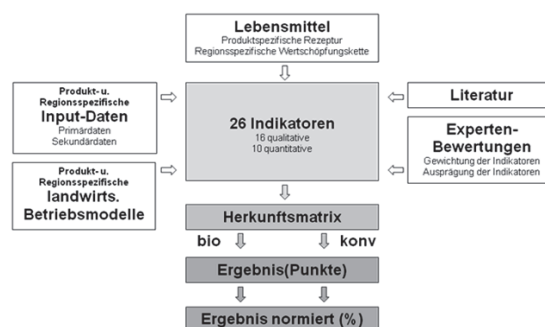 Lebensmittel
Produktspezifische Rezeptur
Regionsspezifische Wertschöpfungskette
Produkt- u.
Regionsspezifische
Input-Daten
Primärdaten
Sekundärdaten
Produkt- u.
Regionsspezifische
landwirts.
Betriebsmodelle
26 Indikatoren
16 qualitative
10 quantitative
Literatur
Experten-
Bewertungen
Gewichtung der Indikatoren
Ausprägung der Indikatoren
Herkunftsmatrix
bio konv
Ergebnis(Punkte)
Ergebnis normiert (%)